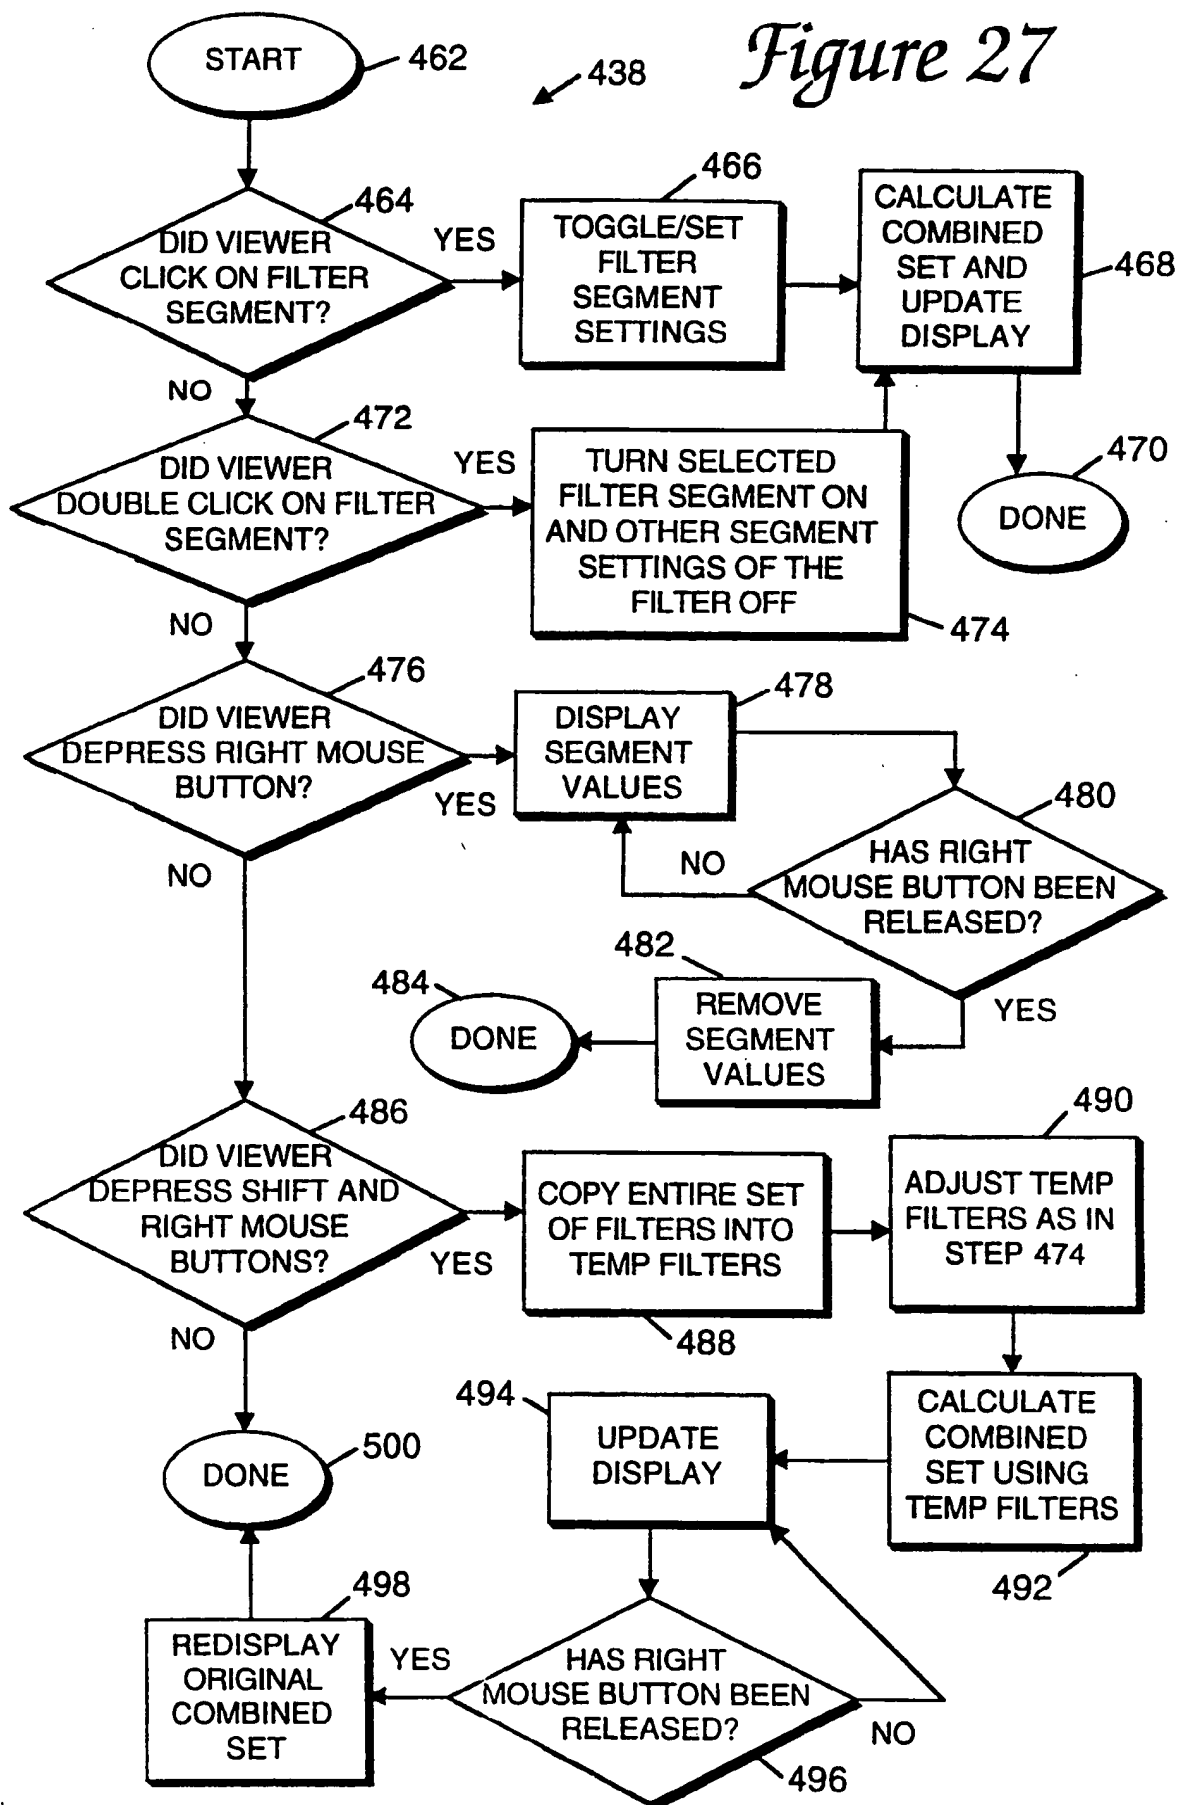 Figure 27
START
462
438
464
DID VIEWER
CLICK ON FILTER
SEGMENT?
YES
NO
466
TOGGLE/SET
FILTER
SEGMENT
SETTINGS
CALCULATE
COMBINED
SET AND
UPDATE
DISPLAY
468
470
DONE
472
DID VIEWER
DOUBLE CLICK ON FILTER
SEGMENT?
YES
NO
TURN SELECTED
FILTER SEGMENT ON
AND OTHER SEGMENT
SETTINGS OF THE
FILTER OFF
474
476
DID VIEWER
DEPRESS RIGHT MOUSE
BUTTON?
YES
NO
478
DISPLAY
SEGMENT
VALUES
480
HAS RIGHT
MOUSE BUTTON BEEN
RELEASED?
NO
YES
482
REMOVE
SEGMENT
VALUES
484
DONE
486
DID VIEWER
DEPRESS SHIFT AND
RIGHT MOUSE
BUTTONS?
YES
NO
COPY ENTIRE SET
OF FILTERS INTO
TEMP FILTERS
488
490
ADJUST TEMP
FILTERS AS IN
STEP 474
CALCULATE
COMBINED
SET USING
TEMP FILTERS
492
494
UPDATE
DISPLAY
HAS RIGHT
MOUSE BUTTON BEEN
RELEASED?
496
NO
YES
498
REDISPLAY
ORIGINAL
COMBINED
SET
500
DONE